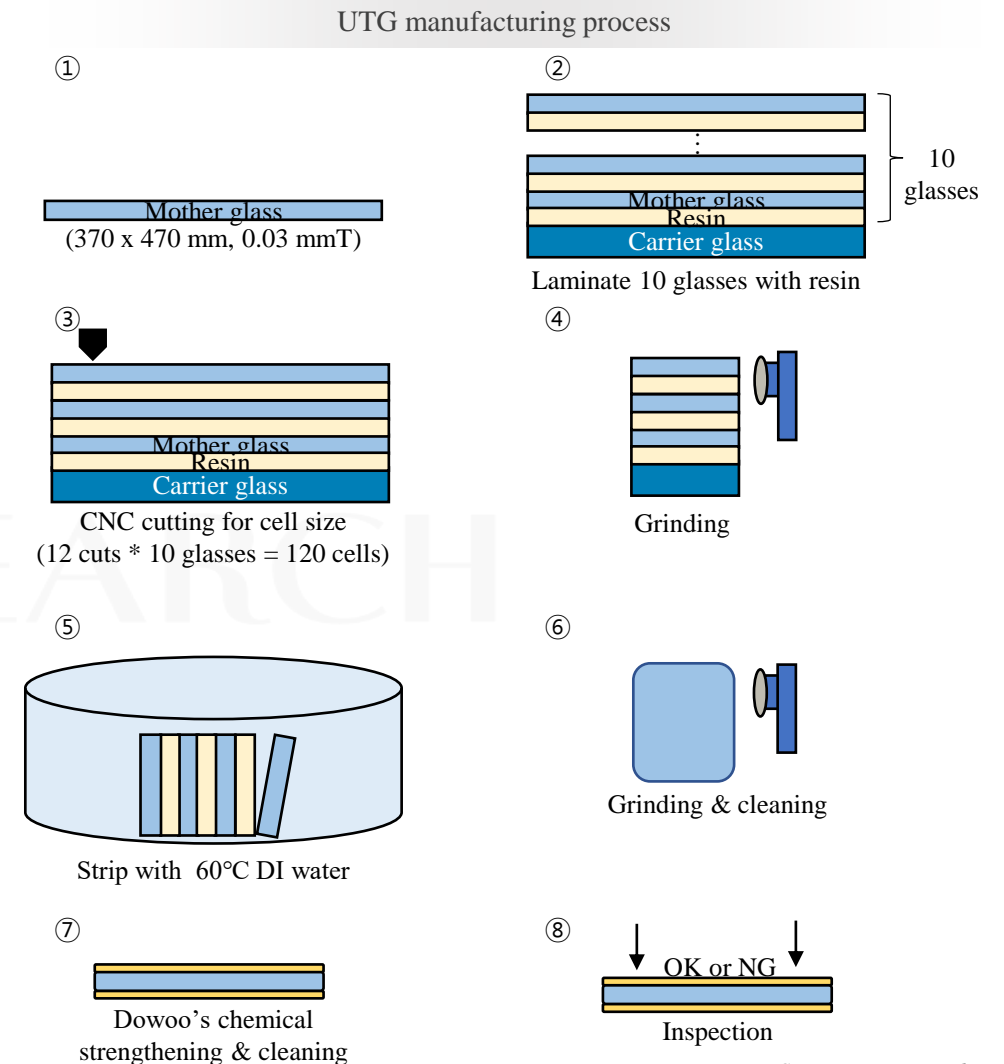 UTG manufacturing process
①
Mother glass
(370 x 470 mm, 0.03 mmT)
②
⋮
Mother glass
Resin
Carrier glass
10
glasses
Laminate 10 glasses with resin
③
Mother glass
Resin
Carrier glass
CNC cutting for cell size
(12 cuts * 10 glasses = 120 cells)
④
Grinding
EARCH
⑤
Strip with 60℃ DI water
⑥
Grinding & cleaning
⑦
Dowoo's chemical
strengthening & cleaning
⑧
OK or NG
Inspection